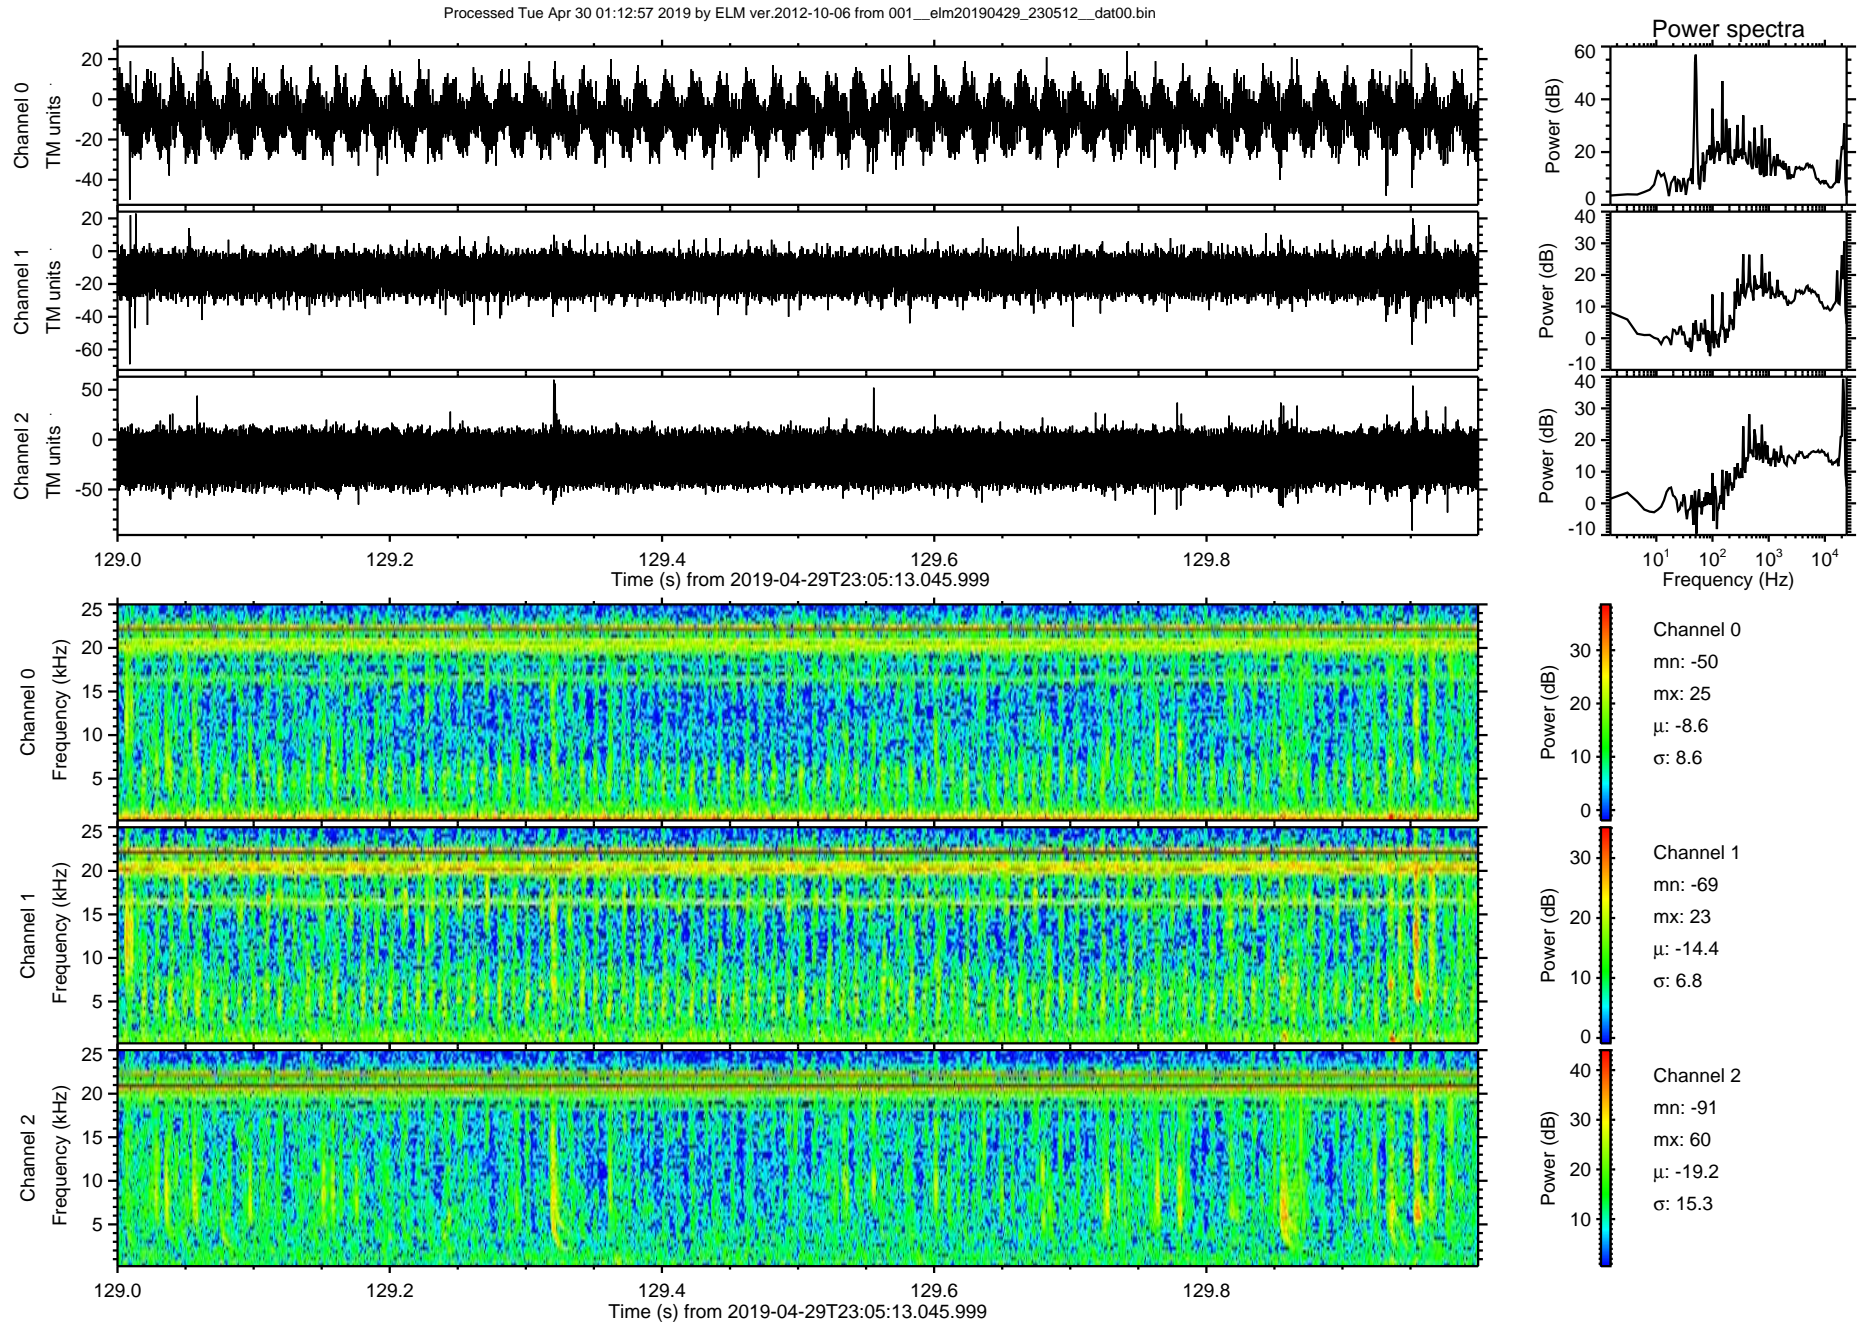 Processed Tue Apr 30 01:12:57 2019 by ELM ver.2012-10-06 from 001__elm20190429_230512__dat00.bin
Power spectra
Channel 0
TM units
20
0
-20
-40
Power (dB)
60
40
20
0
Channel 1
TM units
20
0
-20
-40
-60
Power (dB)
40
30
20
10
0
-10
Channel 2
TM units
50
0
-50
Power (dB)
40
30
20
10
0
-10
129.0 129.2 129.4 129.6 129.8
Time (s) from 2019-04-29T23:05:13.045.999
10¹ 10² 10³ 10⁴
Frequency (Hz)
Channel 0
Frequency (kHz)
25
20
15
10
5
Power (dB)
30
20
10
0
Channel 0
mn: -50
mx: 25
μ: -8.6
σ: 8.6
Channel 1
Frequency (kHz)
25
20
15
10
5
Power (dB)
30
20
10
0
Channel 1
mn: -69
mx: 23
μ: -14.4
σ: 6.8
Channel 2
Frequency (kHz)
25
20
15
10
5
Power (dB)
40
30
20
10
Channel 2
mn: -91
mx: 60
μ: -19.2
σ: 15.3
129.0 129.2 129.4 129.6 129.8
Time (s) from 2019-04-29T23:05:13.045.999